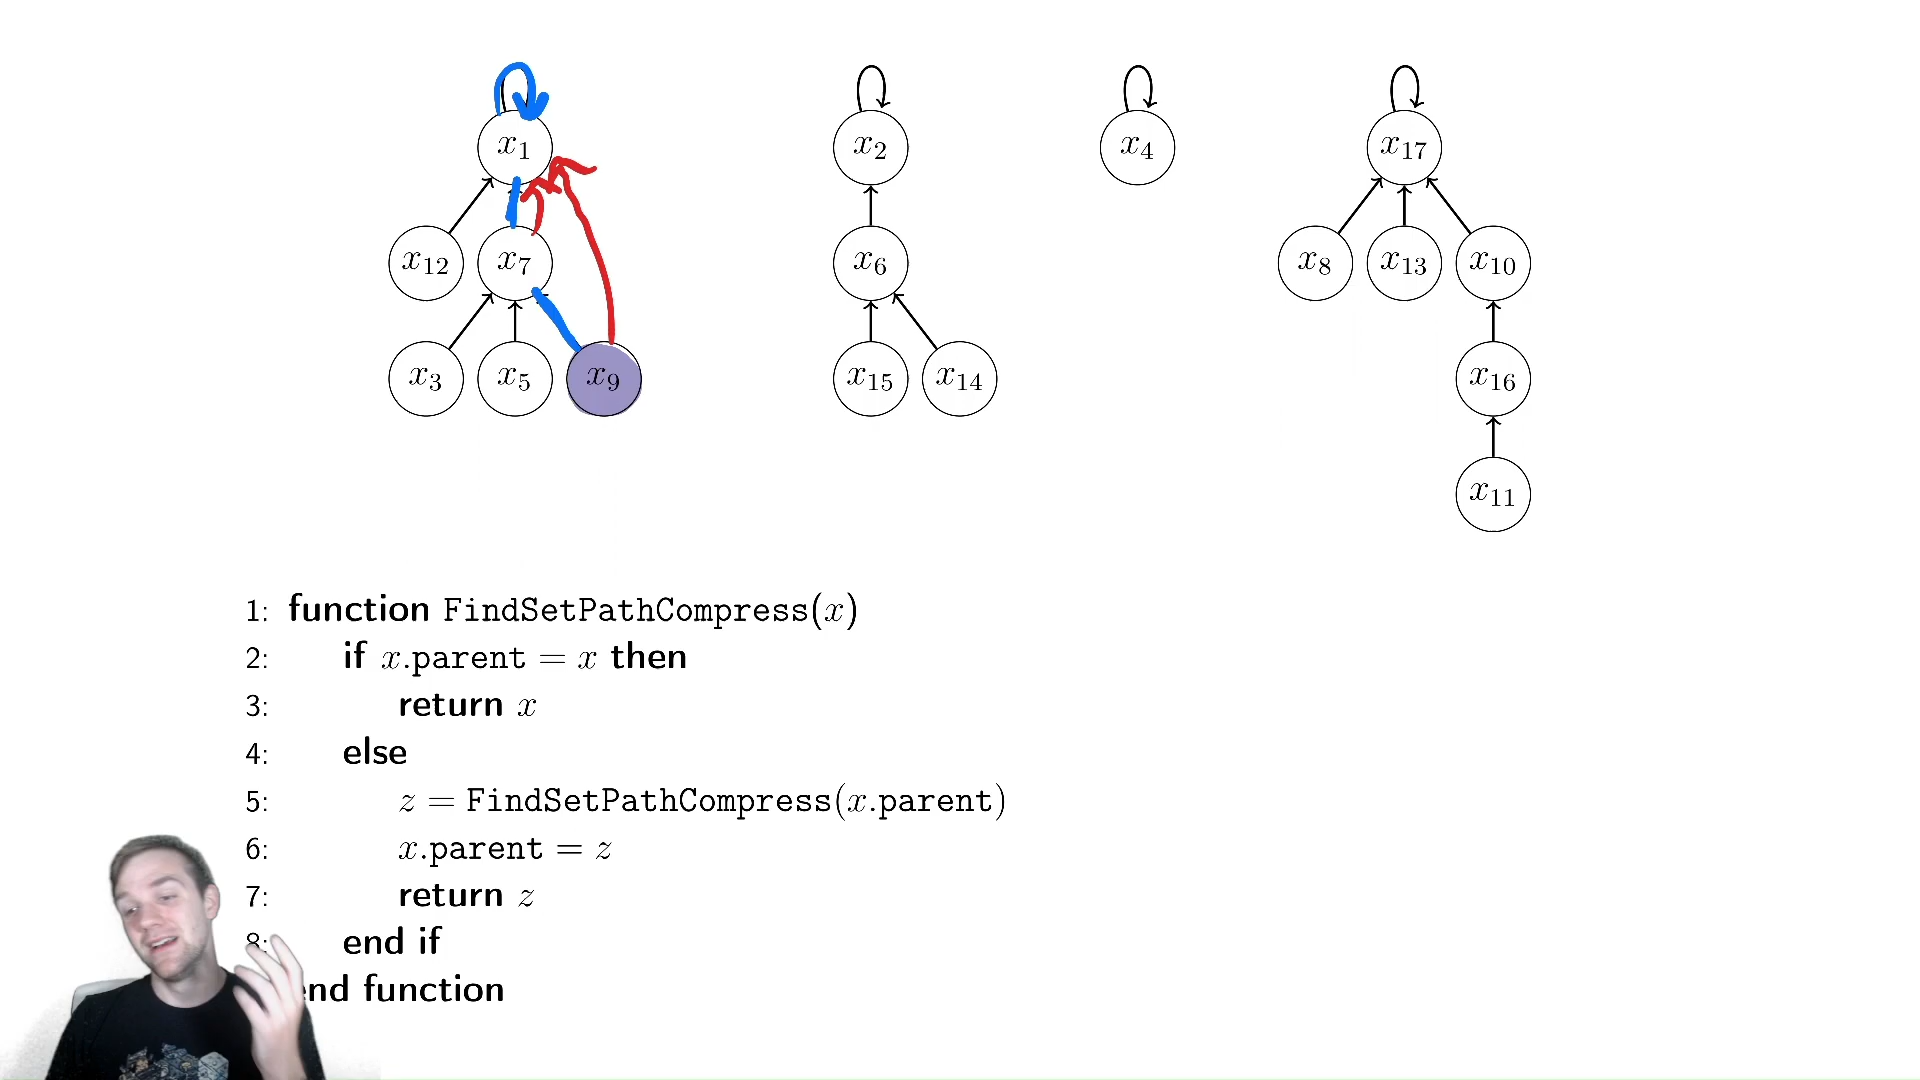 x1 x2 x4 x17
x12 x7 x6 x8 x13 x10
x3 x5 x9 x15 x14 x16
x11
1: function FindSetPathCompress(x)
2: if x.parent = x then
3: return x
4: else
5: z = FindSetPathCompress(x.parent)
6: x.parent = z
7: return z
8: end if
end function